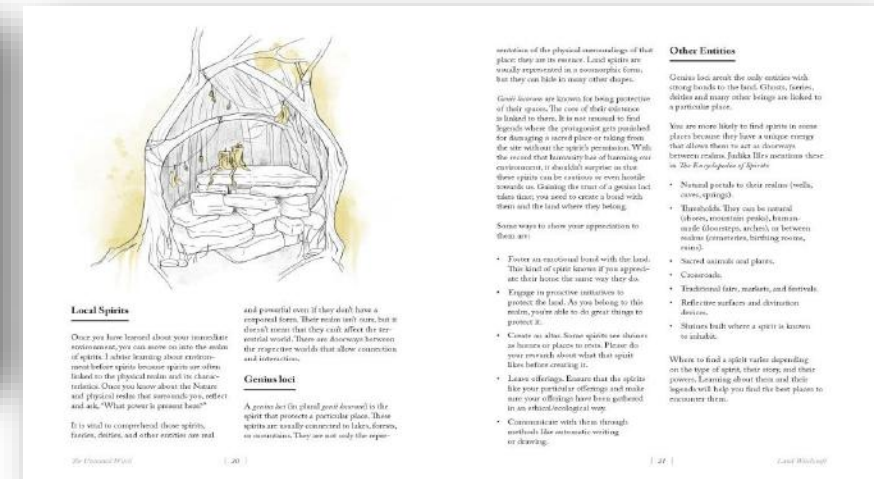 Local Spirits
Once you have learned about your immediate
environment, you can move on into the realm
of spirits. I advise learning about environ-
ment before spirits because spirits are often
linked to the physical realm and its charac-
teristics. Once you know about the Nature
and physical realm that surrounds you, reflect
and ask, "What power is present here?"
It is vital to comprehend those spirits,
faeries, deities, and other entities are real
and powerful even if they don't have a
corporeal form. Their realm isn't ours, but it
doesn't mean that they can't affect the ter-
restrial world. There are doorways between
the respective worlds that allow connection
and interaction.
Genius loci
A genius loci (in plural genii locorum) is the
spirit that protects a particular place. These
spirits are usually connected to lakes, forests,
or mountains. They are not only the repre-
| 20 |
sentation of the physical surroundings of that
place; they are its essence. Land spirits are
usually represented in a zoomorphic form,
but they can hide in many other shapes.
Genii locorum are known for being protective
of their spaces. The core of their existence
is linked to them. It is not unusual to find
legends where the protagonist gets punished
for damaging a sacred place or taking from
the site without the spirit's permission. With
the record that humanity has of harming our
environment, it shouldn't surprise us that
these spirits can be cautious or even hostile
towards us. Gaining the trust of a genius loci
takes time; you need to create a bond with
them and the land where they belong.
Some ways to show your appreciation to
them are:
• Foster an emotional bond with the land.
This kind of spirit knows if you appreci-
ate their home the same way they do.
• Engage in proactive initiatives to
protect the land. As you belong to this
realm, you're able to do great things to
protect it.
• Create an altar. Some spirits see shrines
as honors or places to rest. Please do
your research about what that spirit
likes before creating it.
• Leave offerings. Ensure that the spirits
like your particular offerings and make
sure your offerings have been gathered
in an ethical/ecological way.
• Communicate with them through
methods like automatic writing
or drawing.
Other Entities
Genius loci aren't the only entities with
strong bonds to the land. Ghosts, faeries,
deities and many other beings are linked to
a particular place.
You are more likely to find spirits in some
places because they have a unique energy
that allows them to act as doorways
between realms. Judika Illes mentions these
in The Encyclopedia of Spirits:
• Natural portals to their realms (wells,
caves, springs).
• Thresholds. They can be natural
(shores, mountain peaks), human-
made (doorsteps, arches), or between
realms (cemeteries, birthing rooms,
ruins).
• Sacred animals and plants.
• Crossroads.
• Traditional fairs, markets, and festivals.
• Reflective surfaces and divination
devices.
• Shrines built where a spirit is known
to inhabit.
Where to find a spirit varies depending
on the type of spirit, their story, and their
powers. Learning about them and their
legends will help you find the best places to
encounter them.
| 21 |
Land Witchcraft